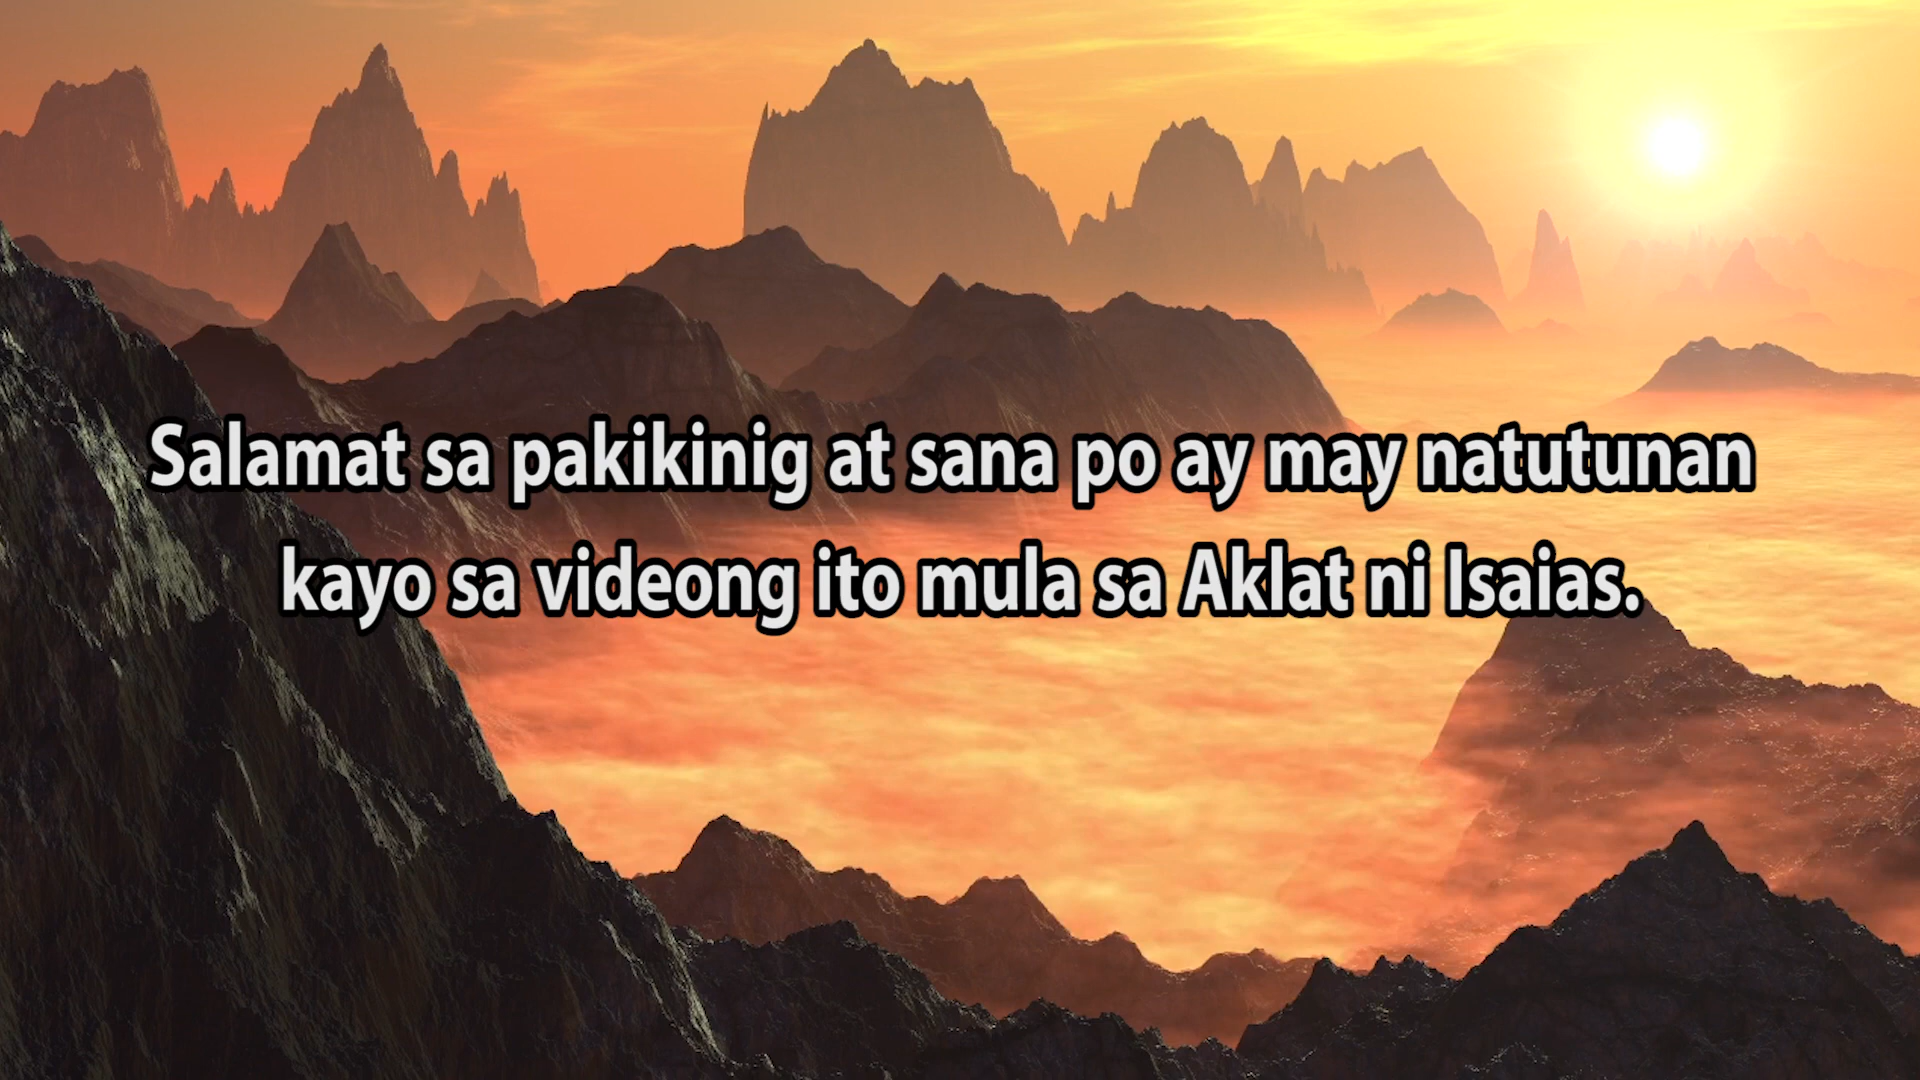 Salamat sa pakikinig at sana po ay may natutunan
kayo sa videong ito mula sa Aklat ni Isaias.